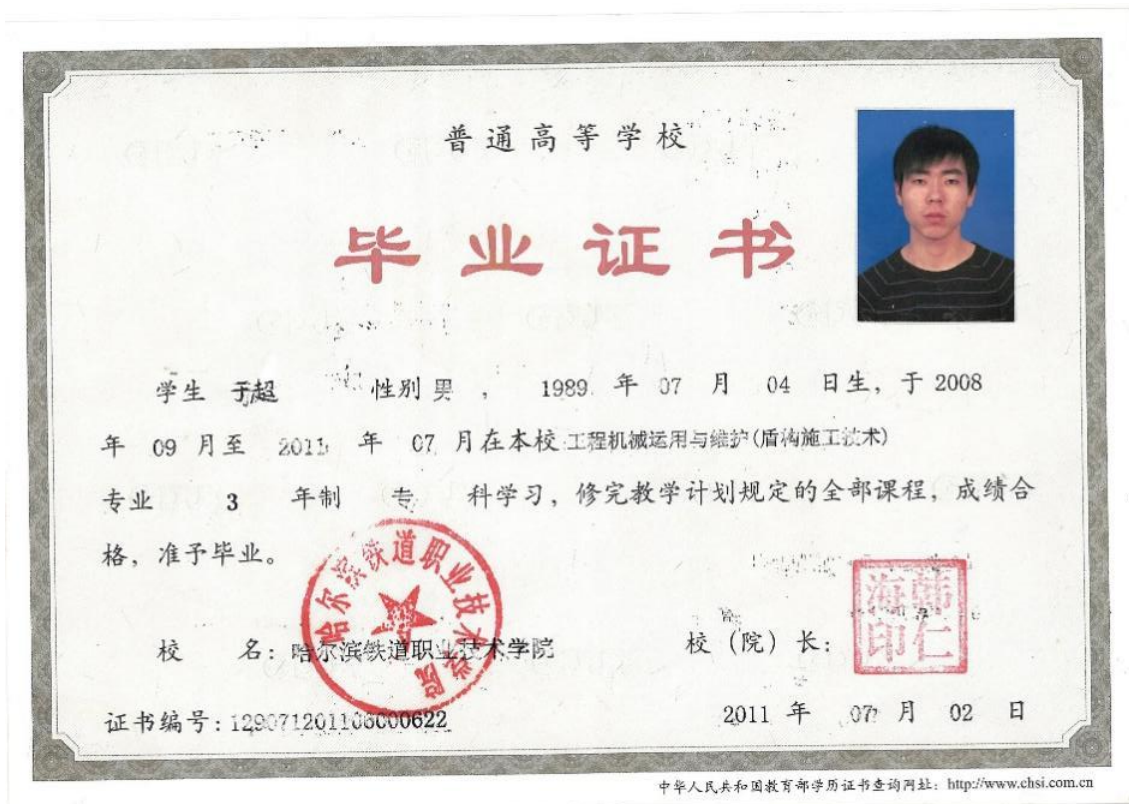 普通高等学校
毕业证书
学生 于超 性别 男 , 1989 年 07 月 04 日生, 于 2008
年 09 月至 2011 年 07 月在本校 工程机械运用与维护(盾构施工技术)
专业 3 年制 专 科学习, 修完教学计划规定的全部课程, 成绩合
格, 准予毕业。
哈尔滨铁道职业技术学院
韩仁海印
校 名: 哈尔滨铁道职业技术学院 校 (院) 长:
证书编号: 129071201106000622 2011 年 07 月 02 日
中华人民共和国教育部学历证书查询网址: http://www.chsi.com.cn